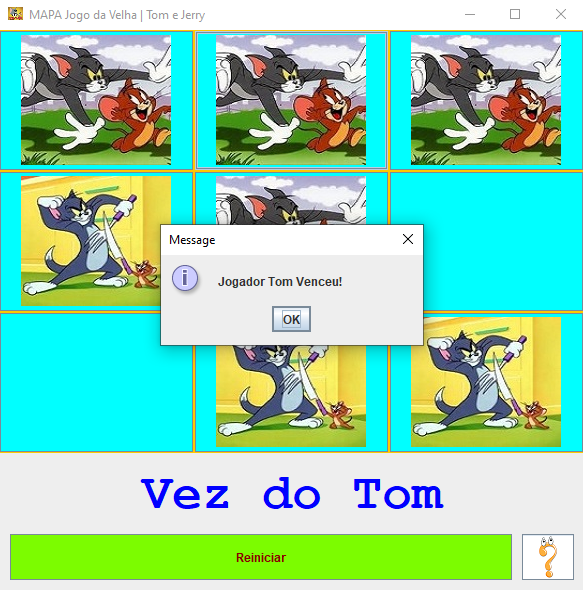 MAPA Jogo da Velha | Tom e Jerry
Message
Jogador Tom Venceu!
OK
Vez do Tom
Reiniciar
?